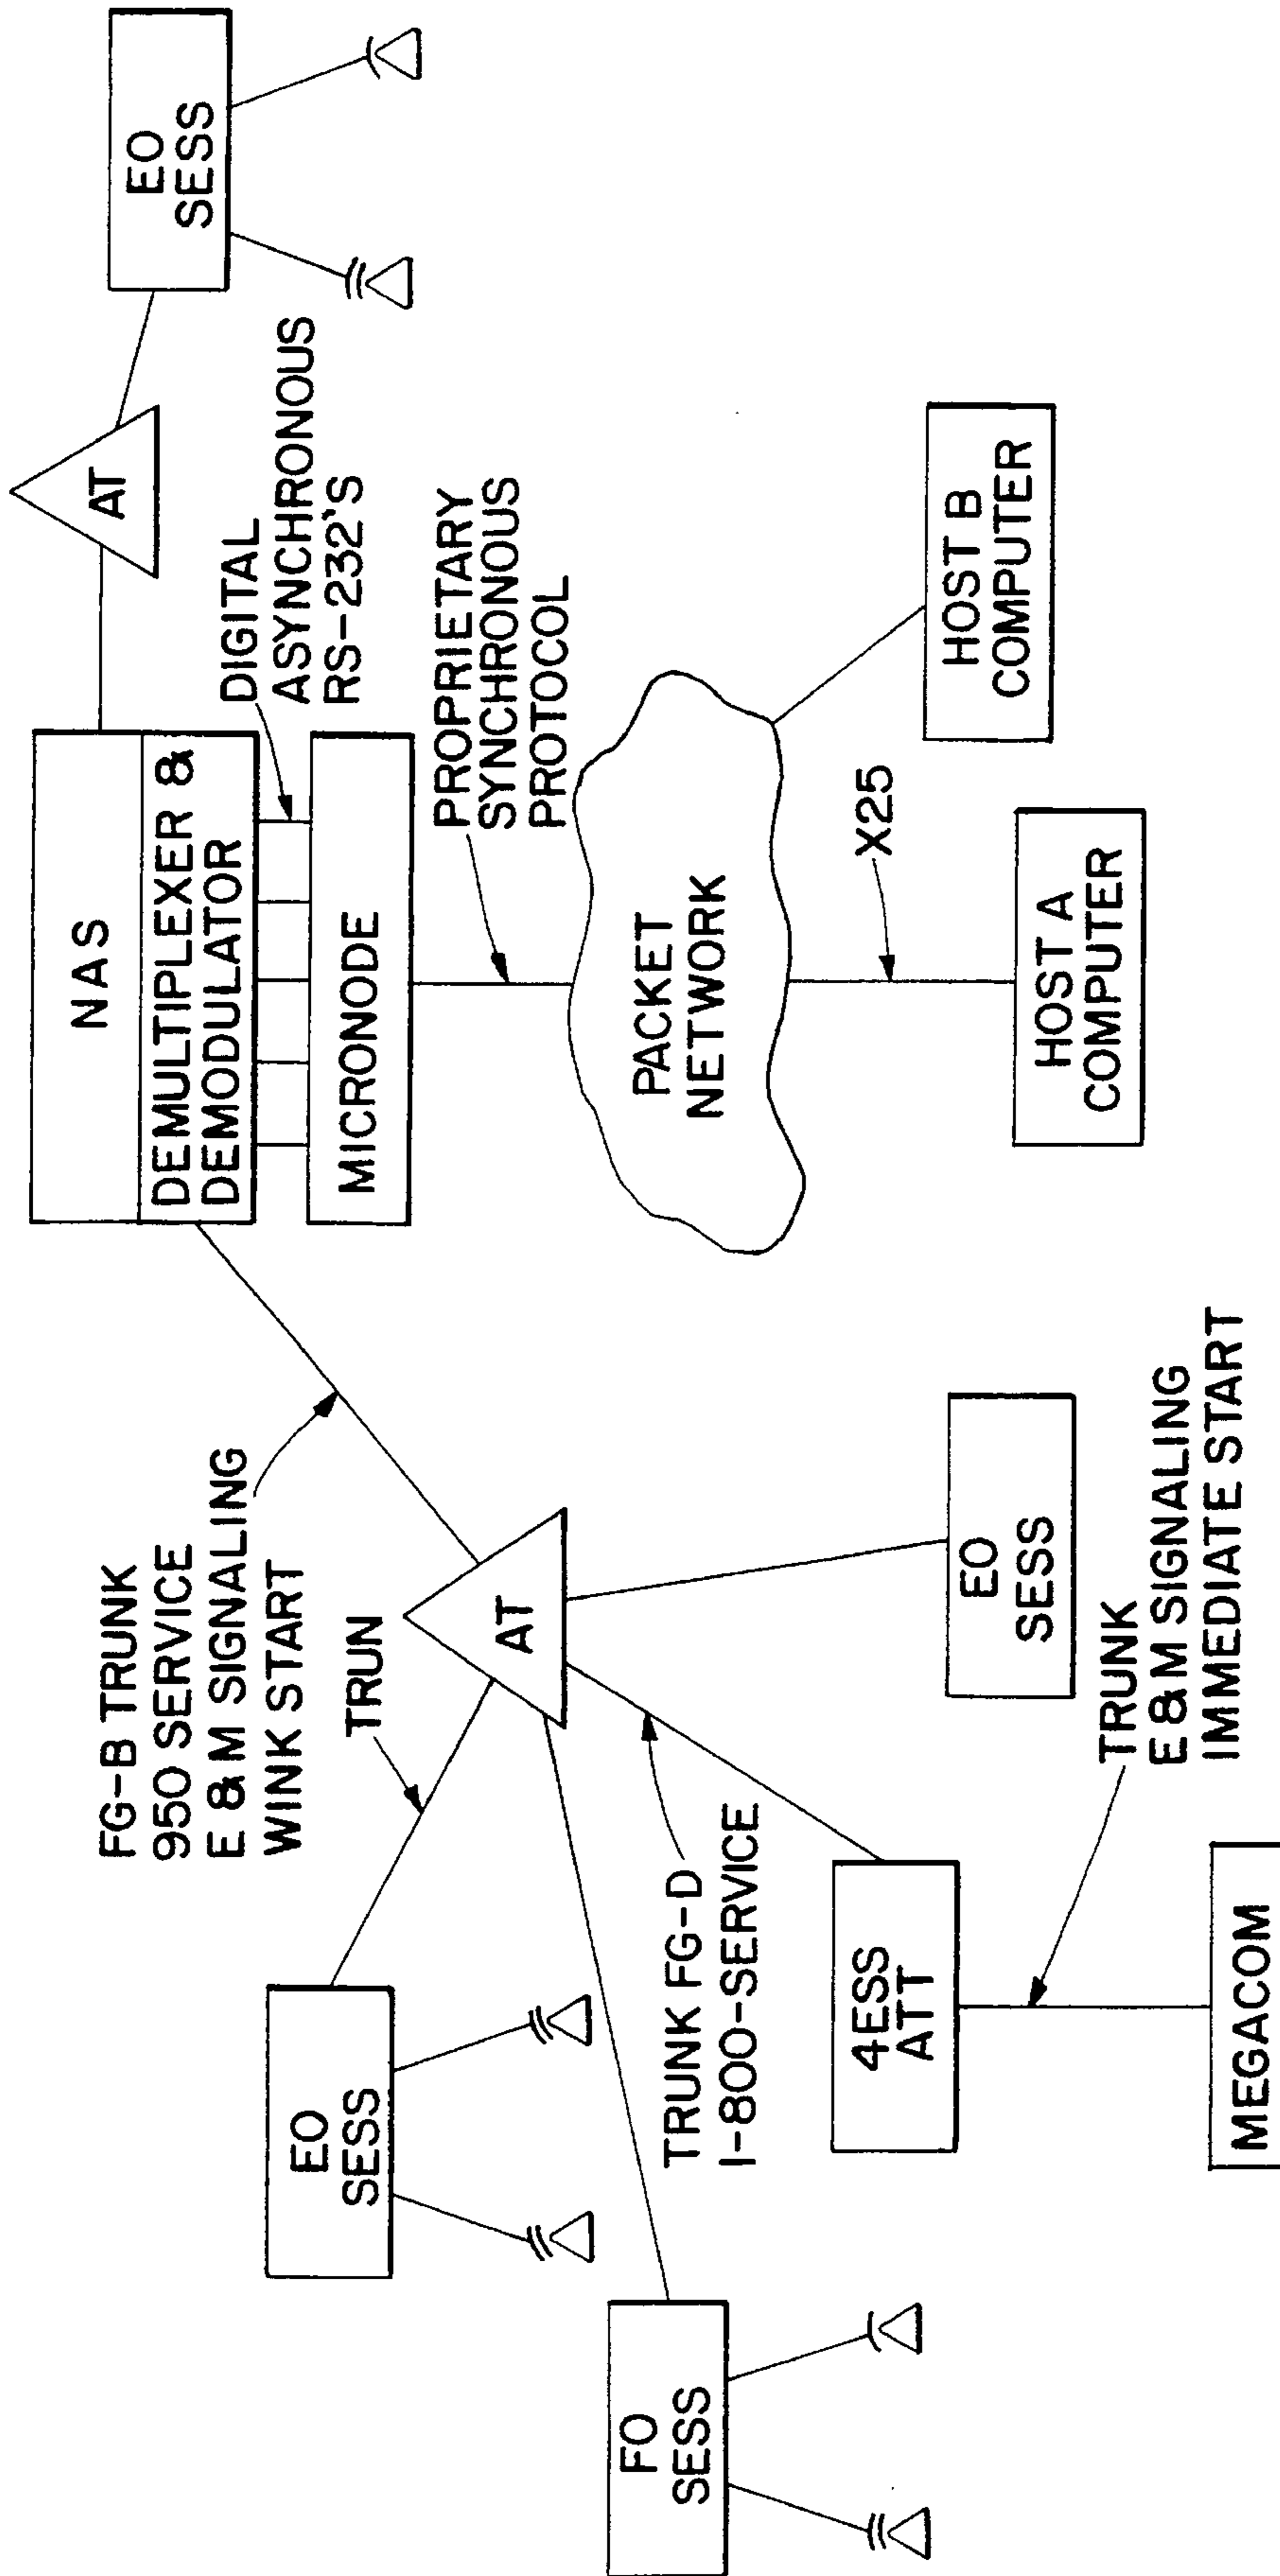 NAS
DEMULTIPLEXER &
DEMODULATOR
AT
EO
SESS
DIGITAL
ASYNCHRONOUS
RS-232'S
MICRONODE
PROPRIETARY
SYNCHRONOUS
PROTOCOL
PACKET
NETWORK
X25
HOST A
COMPUTER
HOST B
COMPUTER
FG-B TRUNK
950 SERVICE
E & M SIGNALING
WINK START
TRUN
AT
EO
SESS
FO
SESS
TRUNK FG-D
1-800-SERVICE
4ESS
ATT
EO
SESS
TRUNK
E & M SIGNALING
IMMEDIATE START
MEGACOM